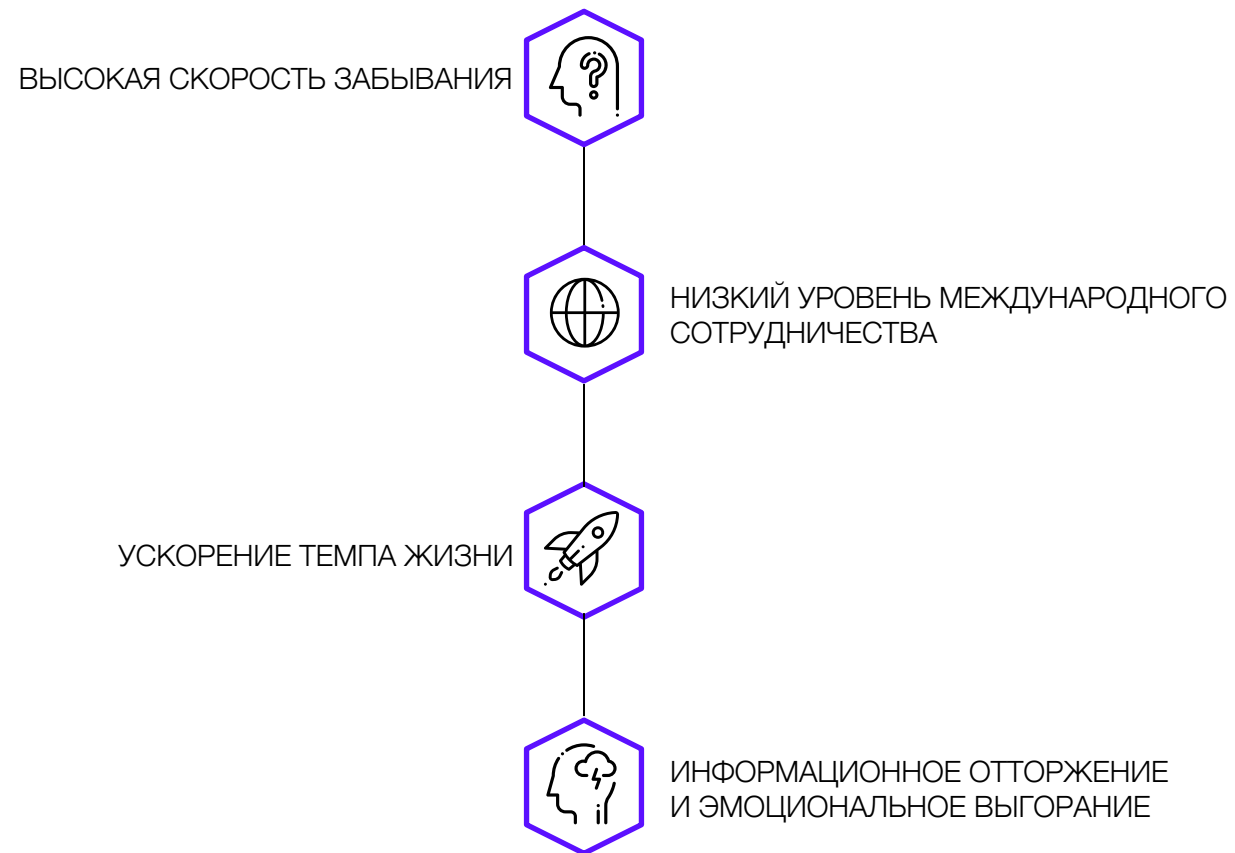 ВЫСОКАЯ СКОРОСТЬ ЗАБЫВАНИЯ
НИЗКИЙ УРОВЕНЬ МЕЖДУНАРОДНОГО
СОТРУДНИЧЕСТВА
УСКОРЕНИЕ ТЕМПА ЖИЗНИ
ИНФОРМАЦИОННОЕ ОТТОРЖЕНИЕ
И ЭМОЦИОНАЛЬНОЕ ВЫГОРАНИЕ